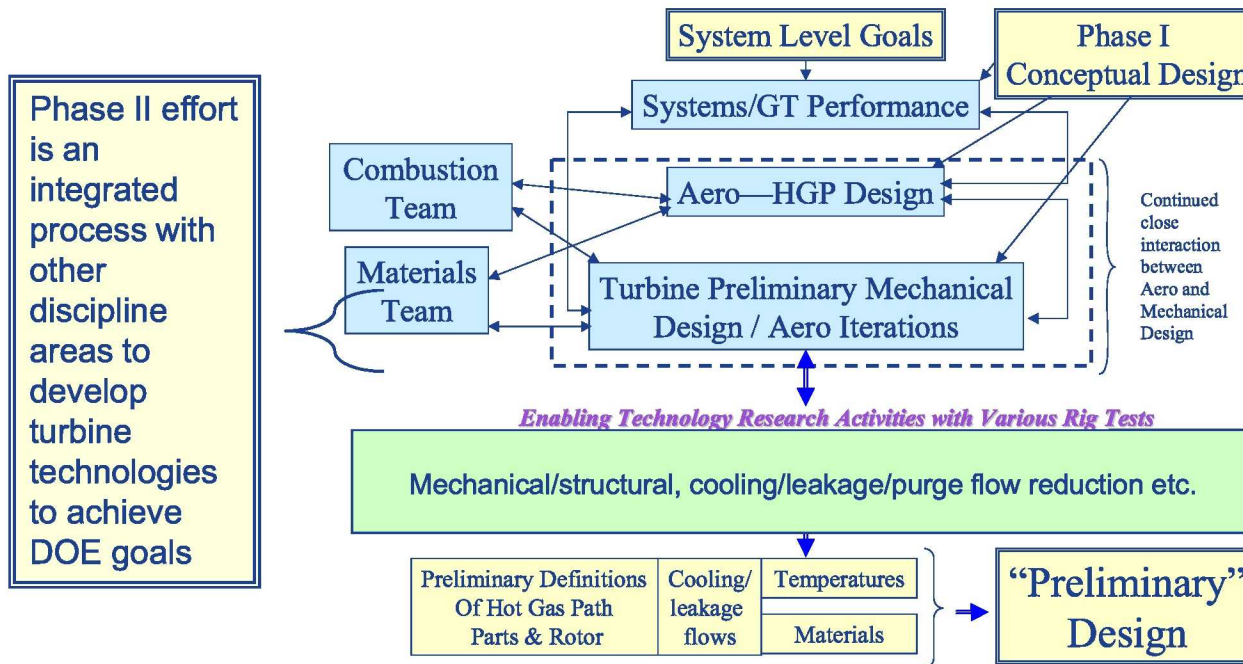 System Level Goals
Phase I
Conceptual Design
Phase II effort
is an
integrated
process with
other
discipline
areas to
develop
turbine
technologies
to achieve
DOE goals
Systems/GT Performance
Combustion
Team
Aero—HGP Design
Materials
Team
Turbine Preliminary Mechanical
Design / Aero Iterations
Continued
close
interaction
between
Aero and
Mechanical
Design
Enabling Technology Research Activities with Various Rig Tests
Mechanical/structural, cooling/leakage/purge flow reduction etc.
Preliminary Definitions
Of Hot Gas Path
Parts & Rotor
Cooling/
leakage
flows
Temperatures
Materials
“Preliminary”
Design